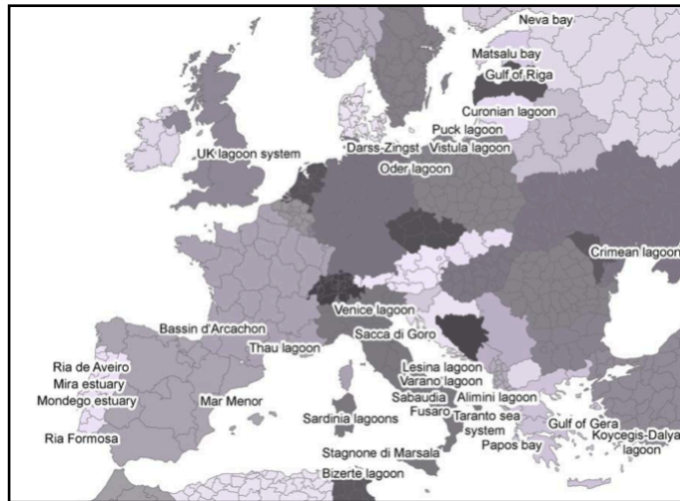 Neva bay
Matsalu bay
Gulf of Riga
Curonian lagoon
Puck lagoon
UK lagoon system
Darss-Zingst
Vistula lagoon
Oder lagoon
Crimean lagoon
Venice lagoon
Bassin d'Arcachon
Sacca di Goro
Thau lagoon
Ria de Aveiro
Lesina lagoon
Mira estuary
Varano lagoon
Mondego estuary
Mar Menor
Sabaudia
Alimini lagoon
Fusaro
Sardinia lagoons
Taranto sea
system
Gulf of Gera
Ria Formosa
Papos bay
Koycegis-Dalya
lagoon
Stagnone di Marsala
Bizerte lagoon